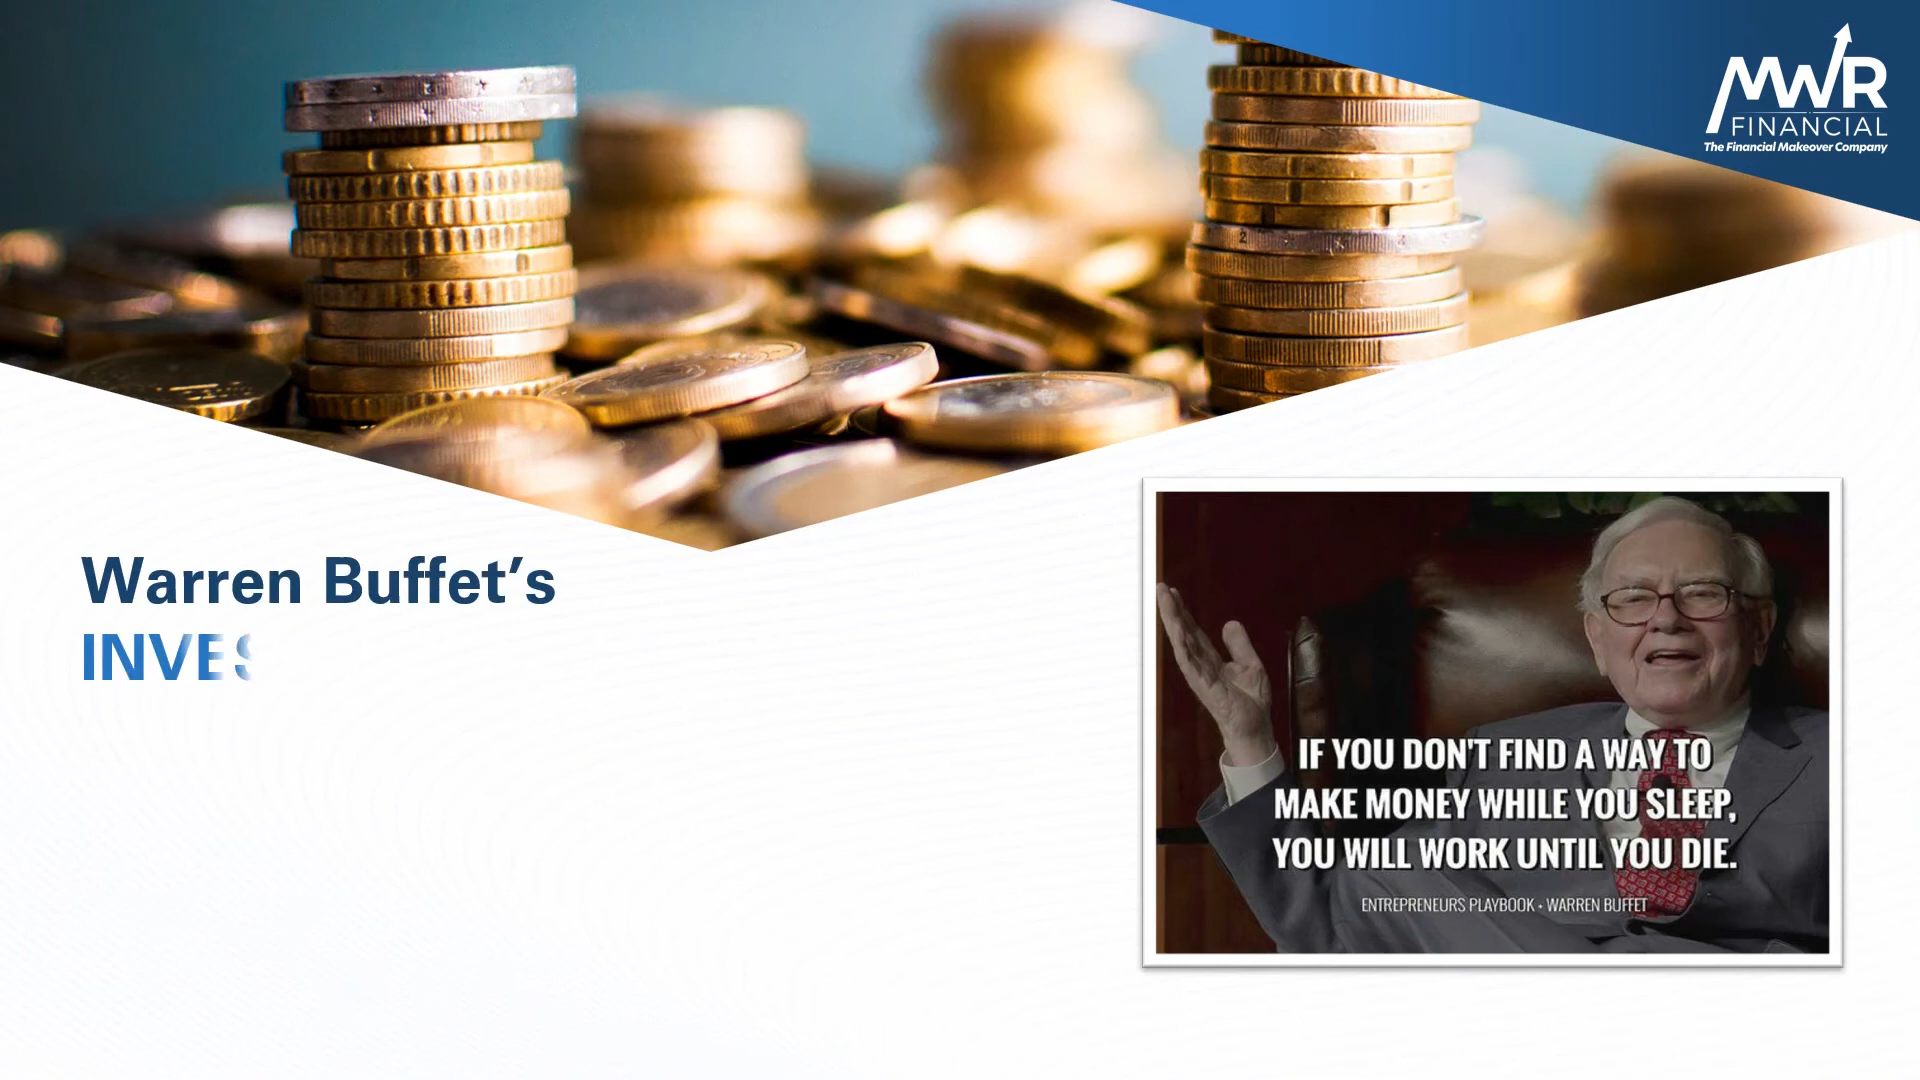 MWR
FINANCIAL
The Financial Makeover Company
Warren Buffet’s
INVES
IF YOU DON'T FIND A WAY TO
MAKE MONEY WHILE YOU SLEEP,
YOU WILL WORK UNTIL YOU DIE.
ENTREPRENEURS PLAYBOOK • WARREN BUFFET